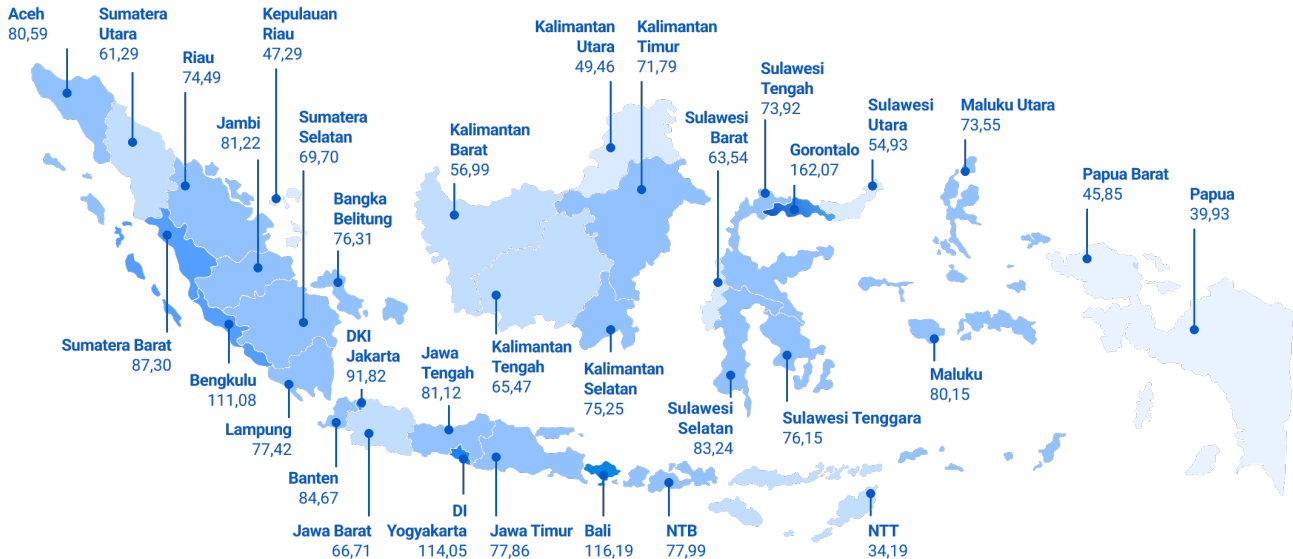 Aceh
80,59
Sumatera
Utara
61,29
Riau
74,49
Kepulauan
Riau
47,29
Jambi
81,22
Sumatera
Selatan
69,70
Bangka
Belitung
76,31
Sumatera Barat
87,30
Bengkulu
111,08
Lampung
77,42
DKI
Jakarta
91,82
Banten
84,67
Jawa Barat
66,71
Jawa
Tengah
81,12
DI
Yogyakarta
114,05
Jawa Timur
77,86
Bali
116,19
NTB
77,99
NTT
34,19
Kalimantan
Barat
56,99
Kalimantan
Tengah
65,47
Kalimantan
Selatan
75,25
Kalimantan
Utara
49,46
Kalimantan
Timur
71,79
Sulawesi
Barat
63,54
Sulawesi
Tengah
73,92
Gorontalo
162,07
Sulawesi
Utara
54,93
Sulawesi
Selatan
83,24
Sulawesi Tenggara
76,15
Maluku Utara
73,55
Maluku
80,15
Papua Barat
45,85
Papua
39,93